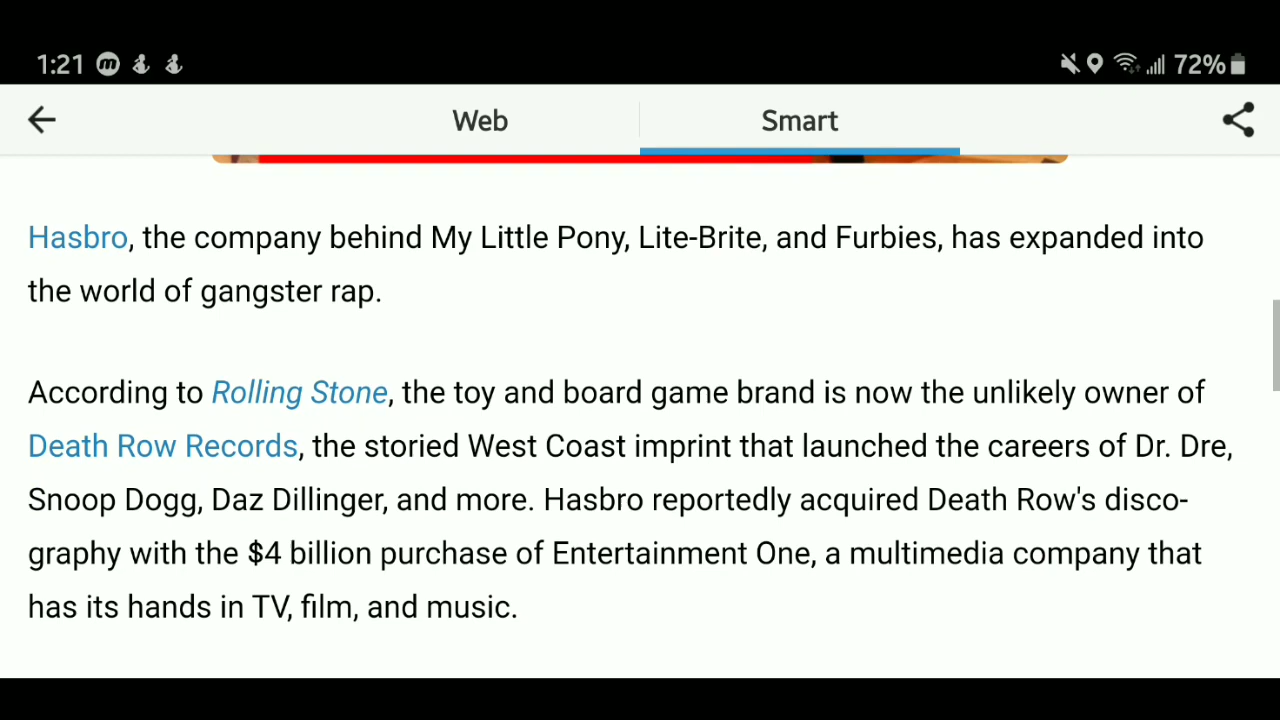 1:21
72%
Web
Smart
Hasbro, the company behind My Little Pony, Lite-Brite, and Furbies, has expanded into
the world of gangster rap.
According to Rolling Stone, the toy and board game brand is now the unlikely owner of
Death Row Records, the storied West Coast imprint that launched the careers of Dr. Dre,
Snoop Dogg, Daz Dillinger, and more. Hasbro reportedly acquired Death Row's disco-
graphy with the $4 billion purchase of Entertainment One, a multimedia company that
has its hands in TV, film, and music.